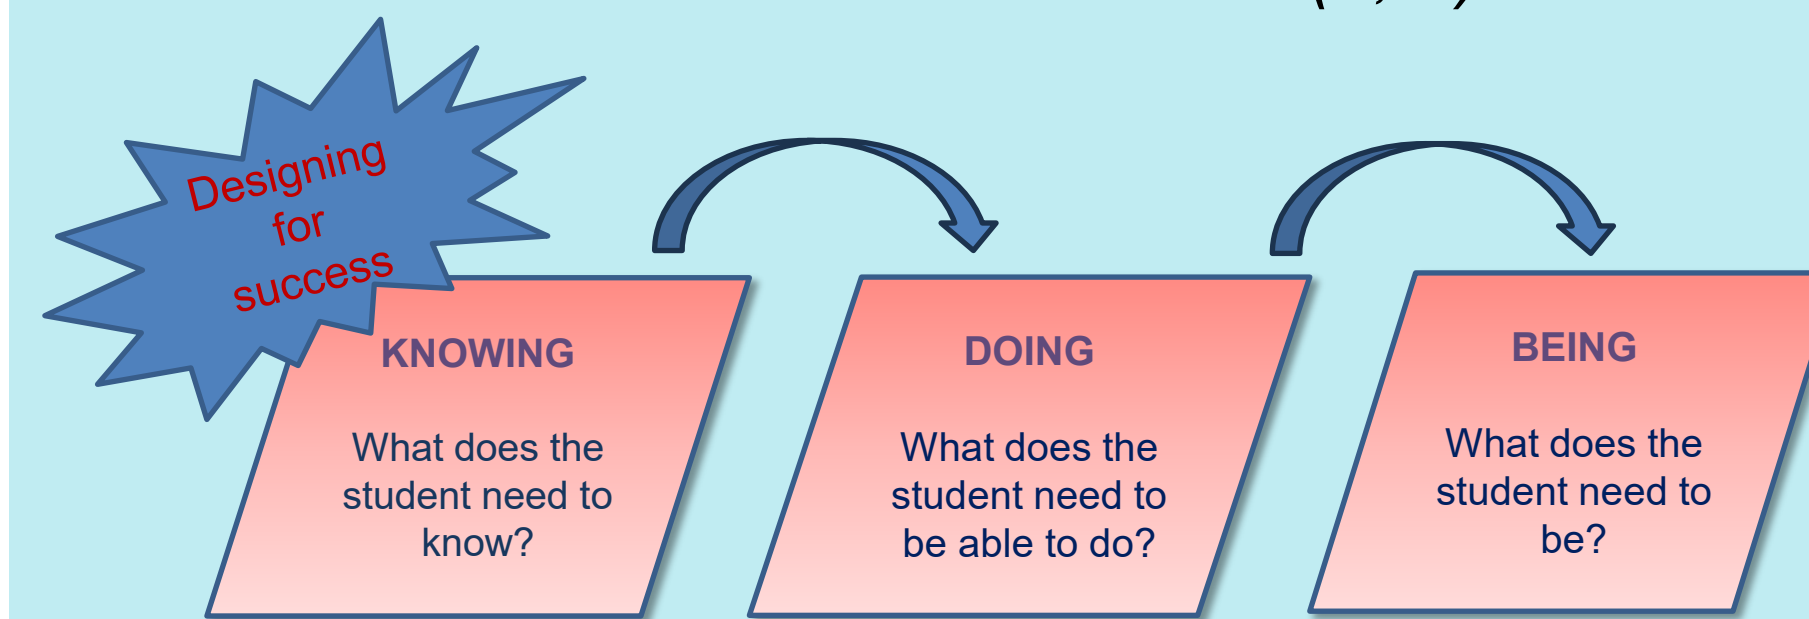 Designing
for
success
KNOWING
What does the
student need to
know?
DOING
What does the
student need to
be able to do?
BEING
What does the
student need to
be?